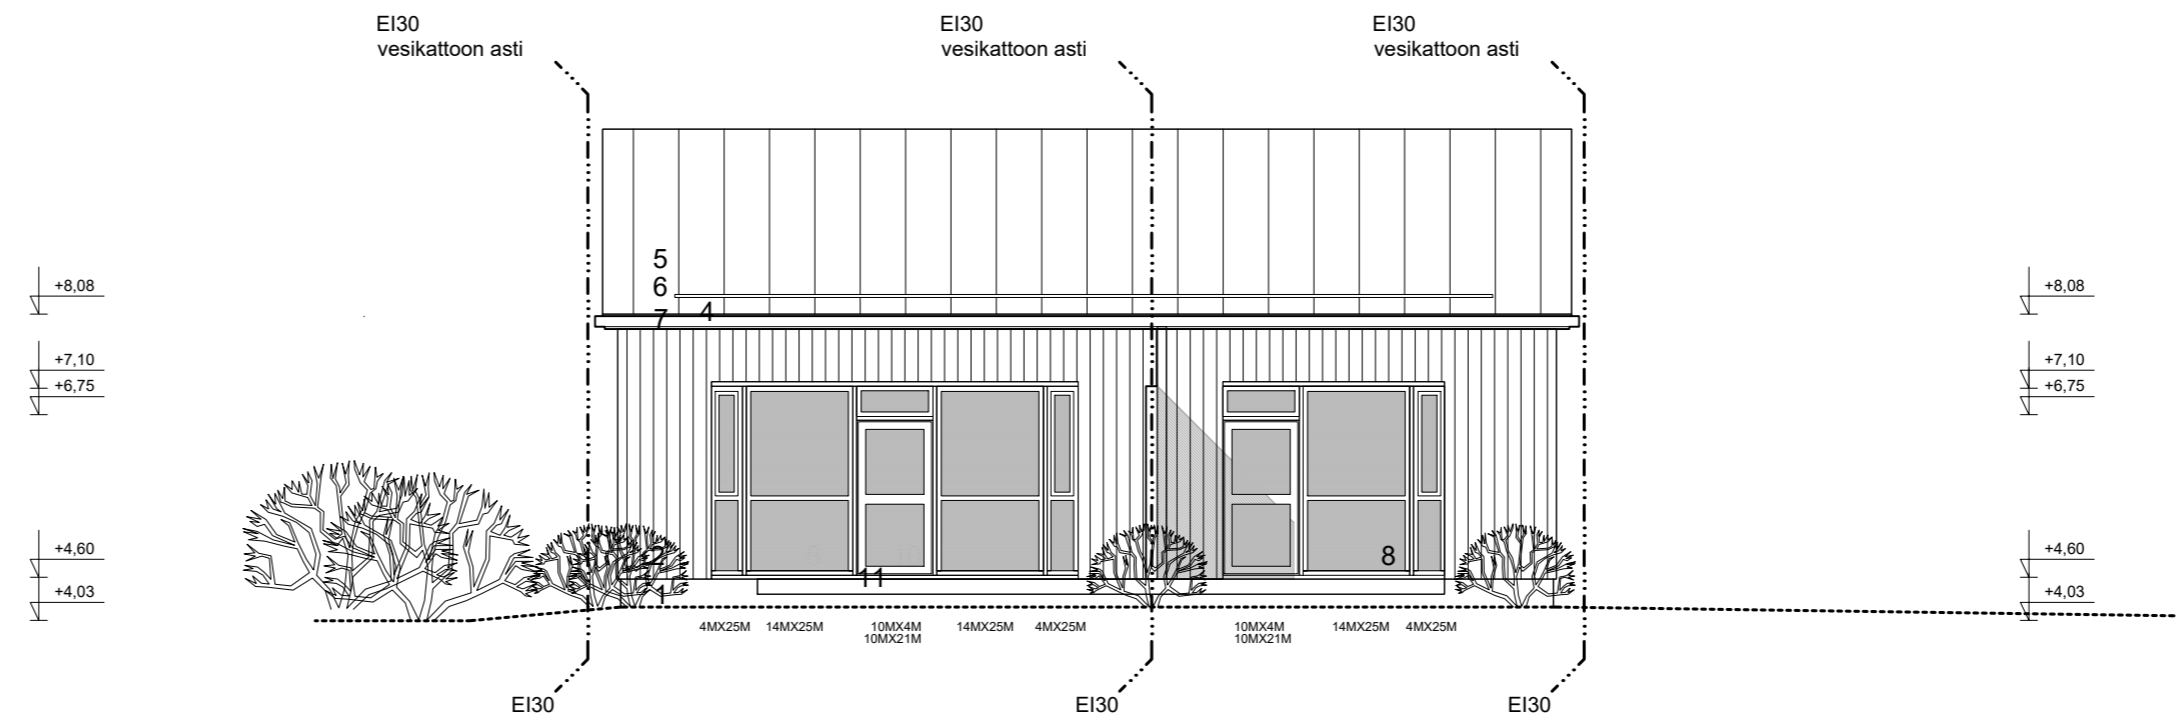 EI30
vesikattoon asti
EI30
vesikattoon asti
EI30
vesikattoon asti
5
6
4
7
+8,08
+8,08
+7,10
+7,10
+6,75
+6,75
+4,60
+4,60
2
8
11
1
+4,03
+4,03
4MX25M
14MX25M
10MX4M
10MX21M
14MX25M
4MX25M
10MX4M
10MX21M
14MX25M
4MX25M
EI30
EI30
EI30